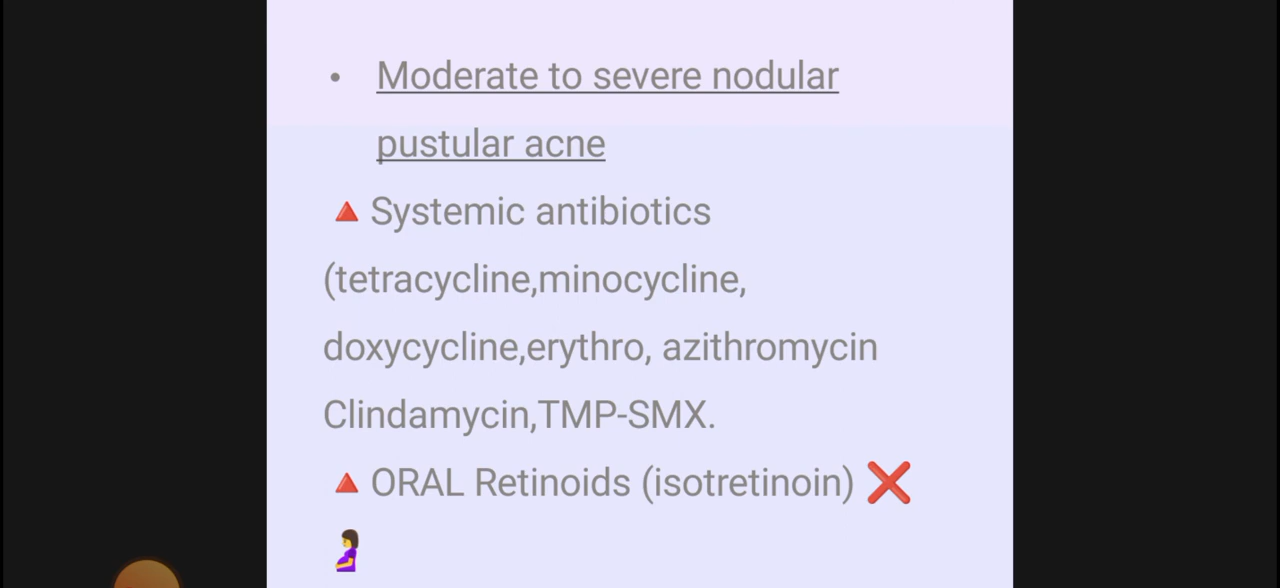 • Moderate to severe nodular
pustular acne
🔺Systemic antibiotics
(tetracycline,minocycline,
doxycycline,erythro, azithromycin
Clindamycin,TMP-SMX.
🔺ORAL Retinoids (isotretinoin) ❌
🤰